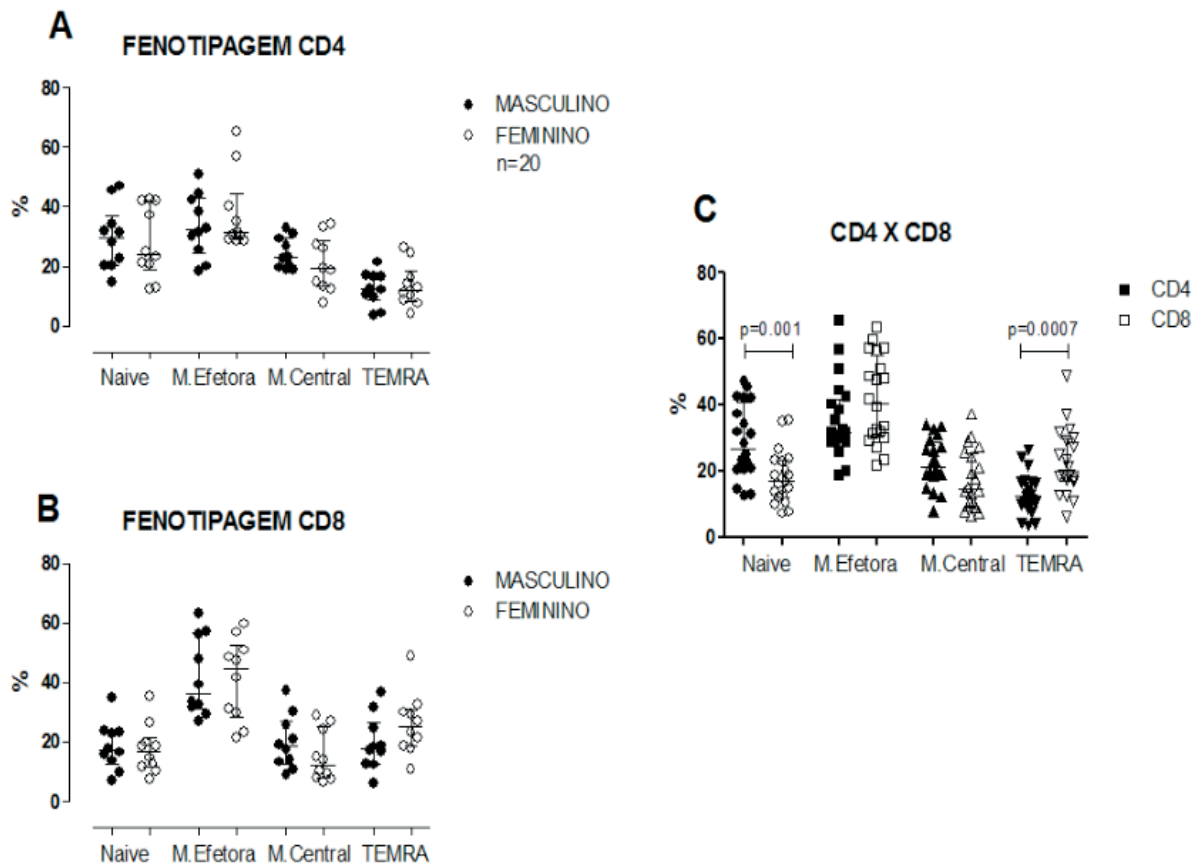 A
FENOTIPAGEM CD4
80
60
40
20
0
%
MASCULINO
FEMININO
n=20
Naive M.Efetora M.Central TEMRA
B
FENOTIPAGEM CD8
80
60
40
20
0
%
MASCULINO
FEMININO
Naive M.Efetora M.Central TEMRA
C
CD4 X CD8
80
60
40
20
0
%
CD4
CD8
p=0.001
p=0.0007
Naive M.Efetora M.Central TEMRA